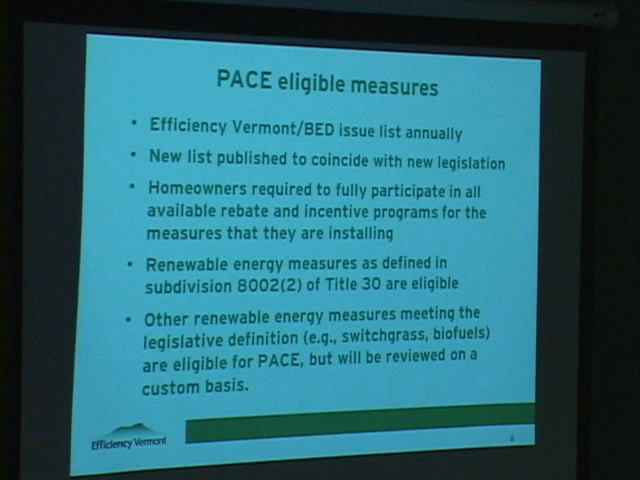 PACE eligible measures
• Efficiency Vermont/BED issue list annually
• New list published to coincide with new legislation
• Homeowners required to fully participate in all
available rebate and incentive programs for the
measures that they are installing
• Renewable energy measures as defined in
subdivision 8002(2) of Title 30 are eligible
• Other renewable energy measures meeting the
legislative definition (e.g., switchgrass, biofuels)
are eligible for PACE, but will be reviewed on a
custom basis.
Efficiency Vermont